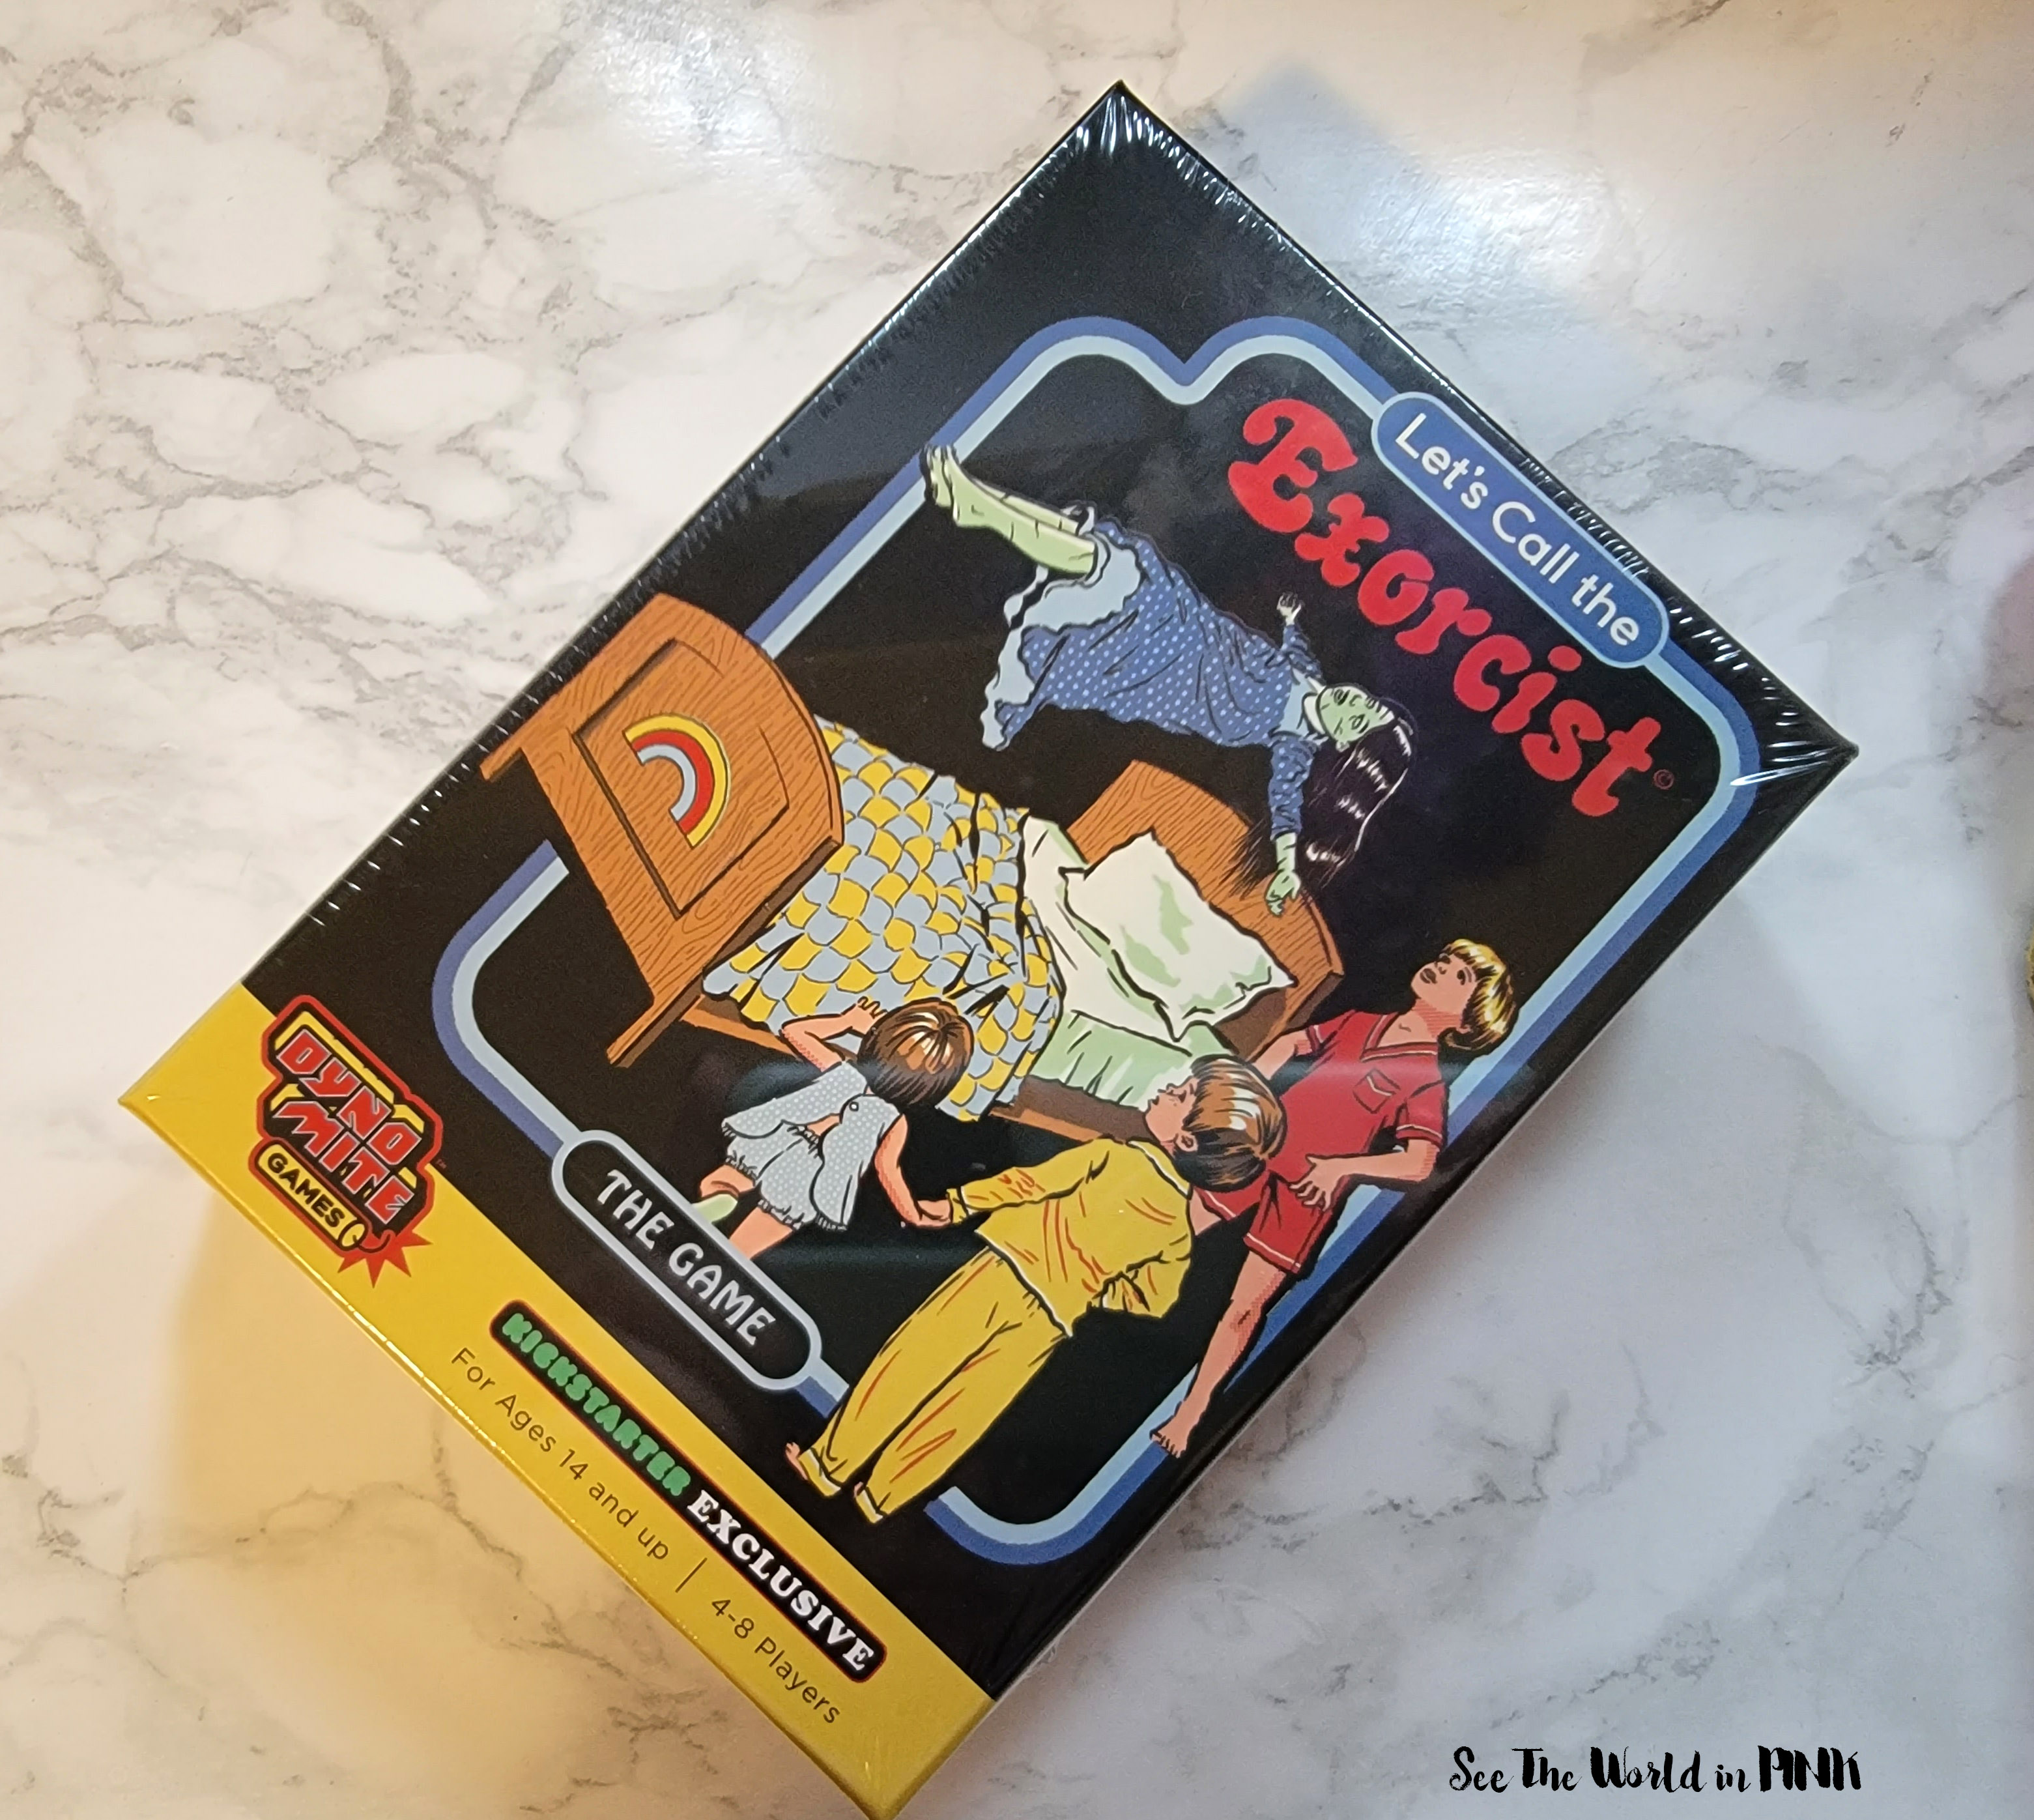 Let's Call the
Exorcist©
THE GAME
DYNO
MITE™
GAMES
KICKSTARTER EXCLUSIVE
For Ages 14 and up | 4-8 Players
See The World in PINK